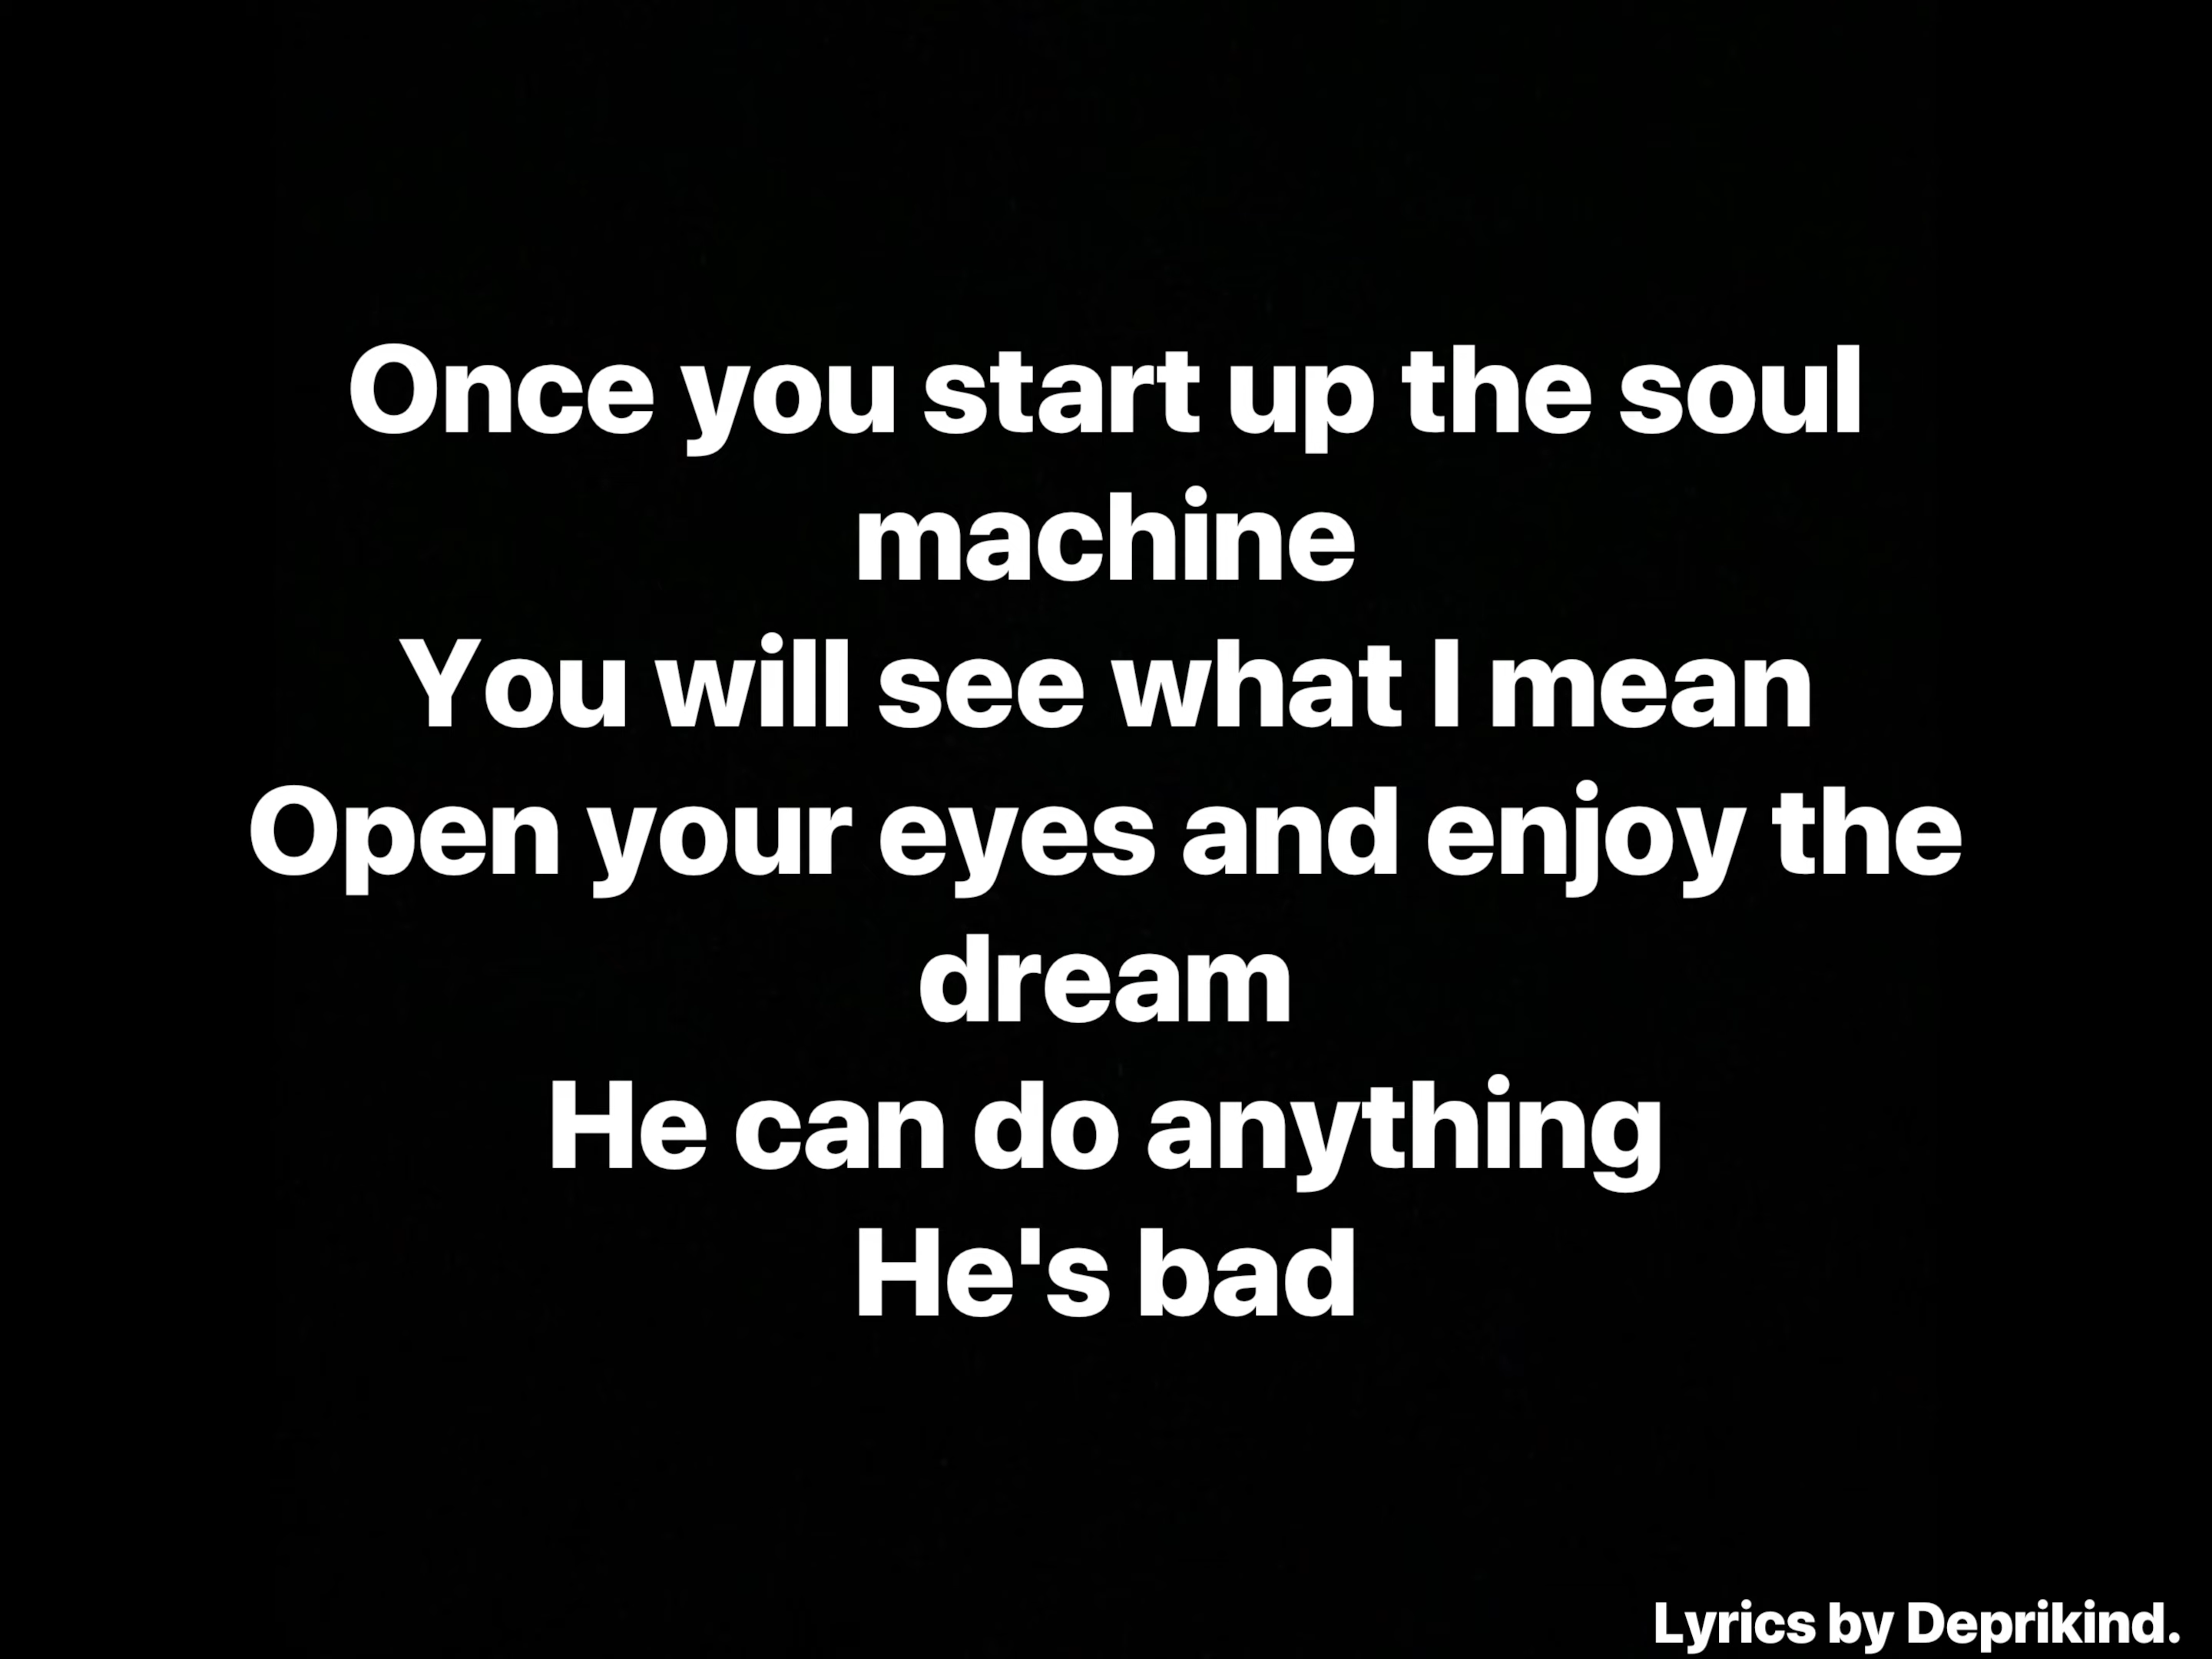 Once you start up the soul
machine
You will see what I mean
Open your eyes and enjoy the
dream
He can do anything
He's bad
Lyrics by Deprikind.